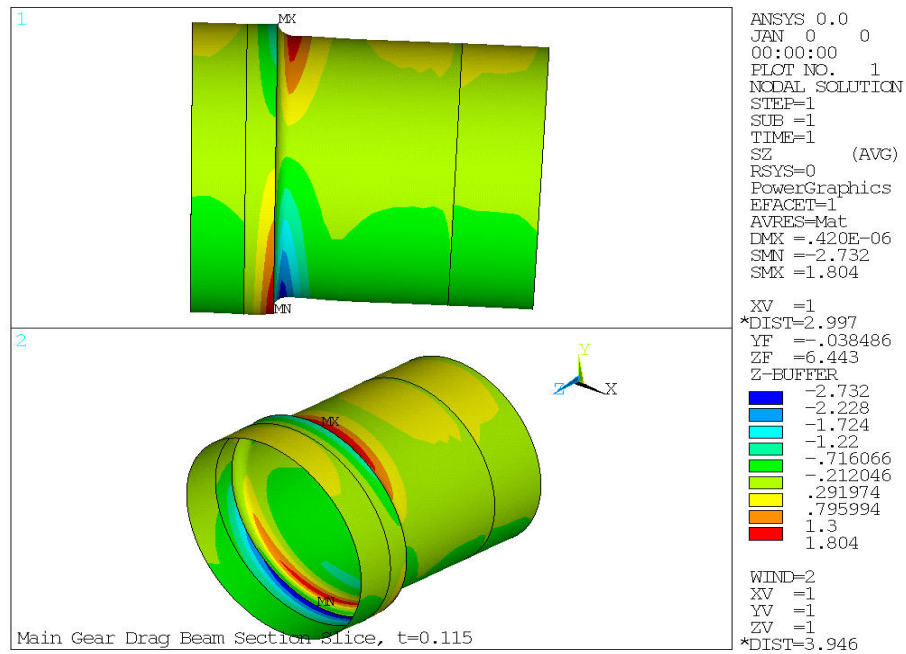 1
MX
MN
2
MX
MN
Y
Z
X
Main Gear Drag Beam Section Slice, t=0.115
ANSYS 0.0
JAN  0    0
00:00:00
PLOT NO.   1
NODAL SOLUTION
STEP=1
SUB =1
TIME=1
SZ       (AVG)
RSYS=0
PowerGraphics
EFACET=1
AVRES=Mat
DMX =.420E-06
SMN =-2.732
SMX =1.804
XV  =1
*DIST=2.997
YF  =-.038486
ZF  =6.443
Z-BUFFER
-2.732
-2.228
-1.724
-1.22
-.716066
-.212046
.291974
.795994
1.3
1.804
WIND=2
XV  =1
YV  =1
ZV  =1
*DIST=3.946